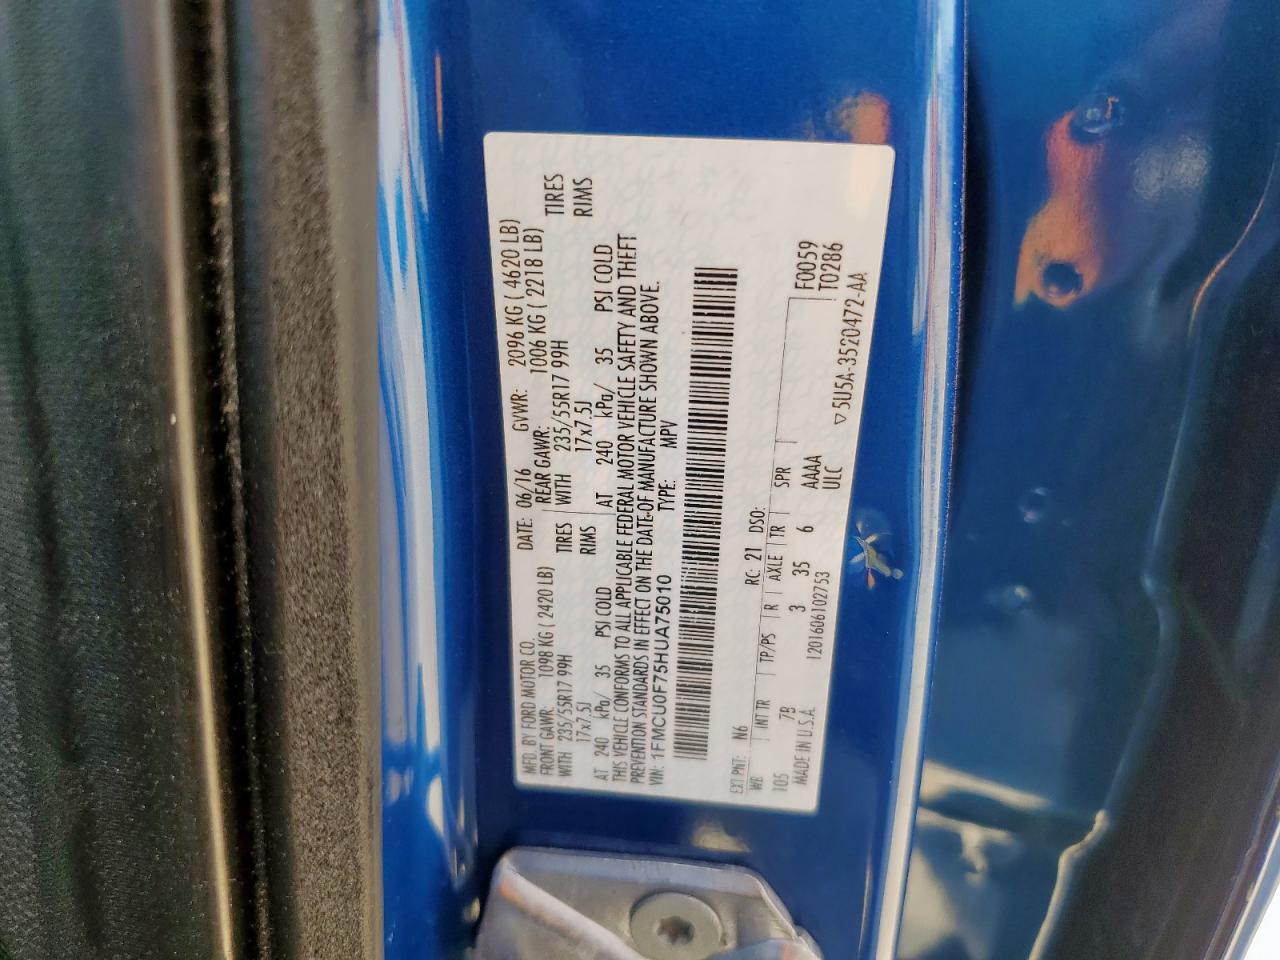 MFD. BY FORD MOTOR CO.
DATE: 06/16 GVWR: 2096 KG ( 4620 LB)
FRONT GAWR: 1098 KG ( 2420 LB) REAR GAWR: 1006 KG ( 2218 LB)
WITH 235/55R17 99H TIRES WITH 235/55R17 99H TIRES
17x7.5J RIMS 17x7.5J RIMS
AT 240 kPa/ 35 PSI COLD AT 240 kPa/ 35 PSI COLD
THIS VEHICLE CONFORMS TO ALL APPLICABLE FEDERAL MOTOR VEHICLE SAFETY AND THEFT
PREVENTION STANDARDS IN EFFECT ON THE DATE OF MANUFACTURE SHOWN ABOVE.
VIN: 1FMCU0F75HUA75010 TYPE: MPV
EXT PNT: N6 RC: 21 DSO: F0059
WB INT TR TP/PS R AXLE TR SPR T0286
105 7B 3 35 6 AAAA
MADE IN U.S.A. 1201606102753 ULC
▽5U5A-3520472-AA